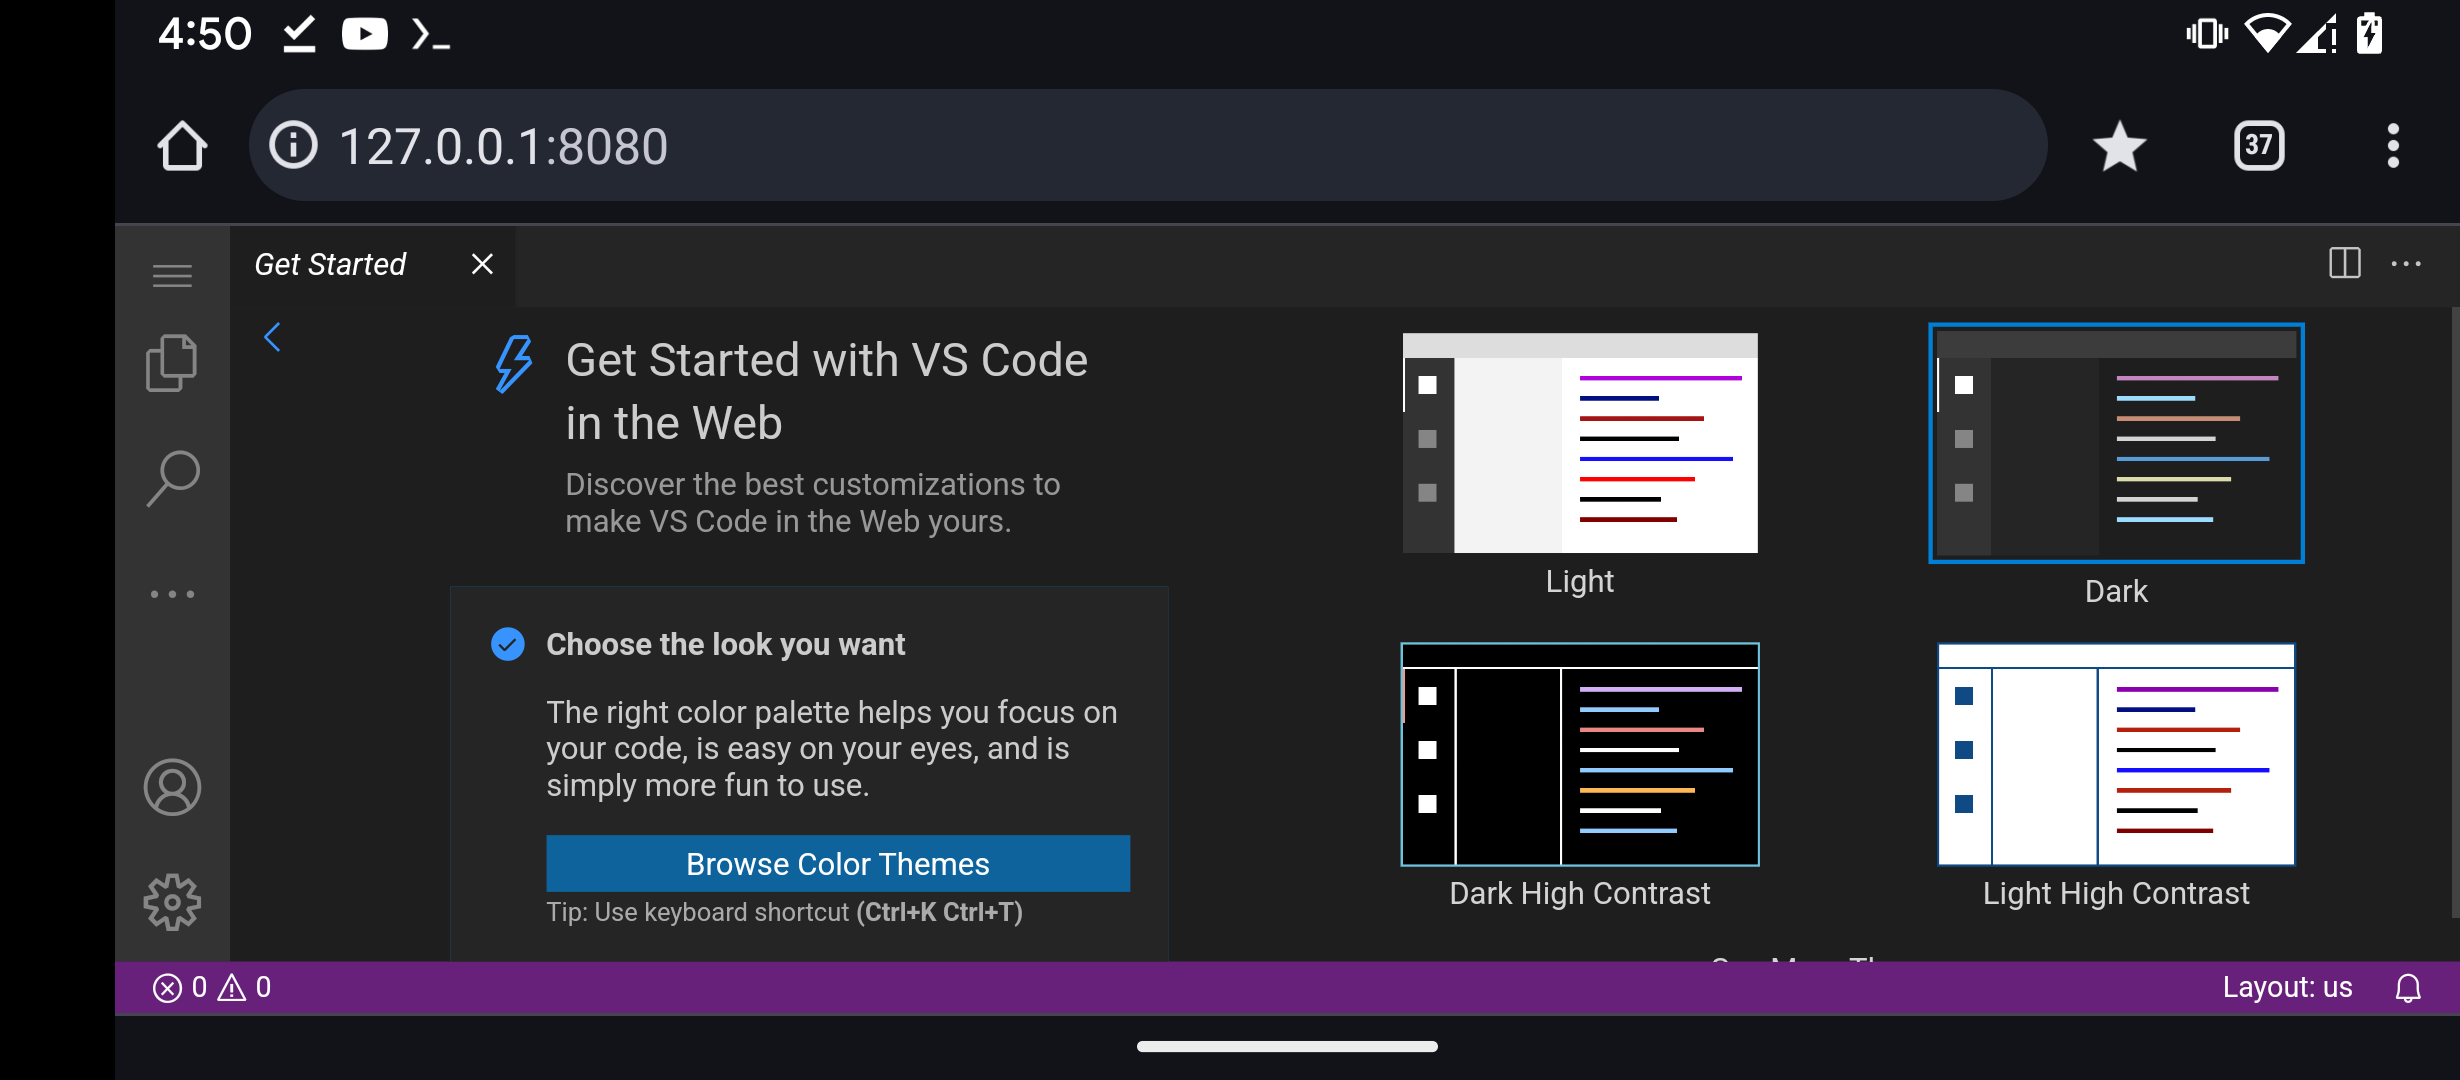 4:50
127.0.0.1:8080
37
Get Started
Get Started with VS Code
in the Web
Discover the best customizations to
make VS Code in the Web yours.
Choose the look you want
The right color palette helps you focus on
your code, is easy on your eyes, and is
simply more fun to use.
Browse Color Themes
Tip: Use keyboard shortcut (Ctrl+K Ctrl+T)
Light
Dark
Dark High Contrast
Light High Contrast
0 0
Layout: us